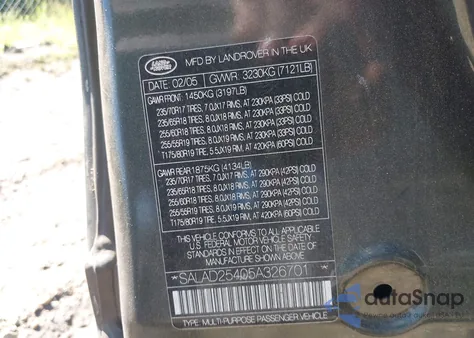 LAND ROVER
MFD BY LANDROVER IN THE UK
DATE 02/05 GVWR 3230KG (7121LB)
GAWR FRONT 1450KG (3197LB)
235/70R17 TIRES, 7.0JX17 RIMS, AT 230KPA (33PSI) COLD
235/65R18 TIRES, 8.0JX18 RIMS, AT 230KPA (33PSI) COLD
255/60R18 TIRES, 8.0JX18 RIMS, AT 230KPA (33PSI) COLD
255/55R19 TIRES, 8.0JX19 RIMS, AT 230KPA (33PSI) COLD
T175/80R19 TIRE, 5.5JX19 RIM, AT 420KPA (60PSI) COLD
GAWR REAR 1875KG (4134LB)
235/70R17 TIRES, 7.0JX17 RIMS, AT 290KPA (42PSI) COLD
235/65R18 TIRES, 8.0JX18 RIMS, AT 290KPA (42PSI) COLD
255/60R18 TIRES, 8.0JX18 RIMS, AT 290KPA (42PSI) COLD
255/55R19 TIRES, 8.0JX19 RIMS, AT 290KPA (42PSI) COLD
T175/80R19 TIRE, 5.5JX19 RIM, AT 420KPA (60PSI) COLD
THIS VEHICLE CONFORMS TO ALL APPLICABLE
FEDERAL MOTOR VEHICLE SAFETY
STANDARDS IN EFFECT ON THE DATE OF
MANUFACTURE SHOWN ABOVE
*SALAD25405A326701*
TYPE: MULTI-PURPOSE PASSENGER VEHICLE
autoSnap